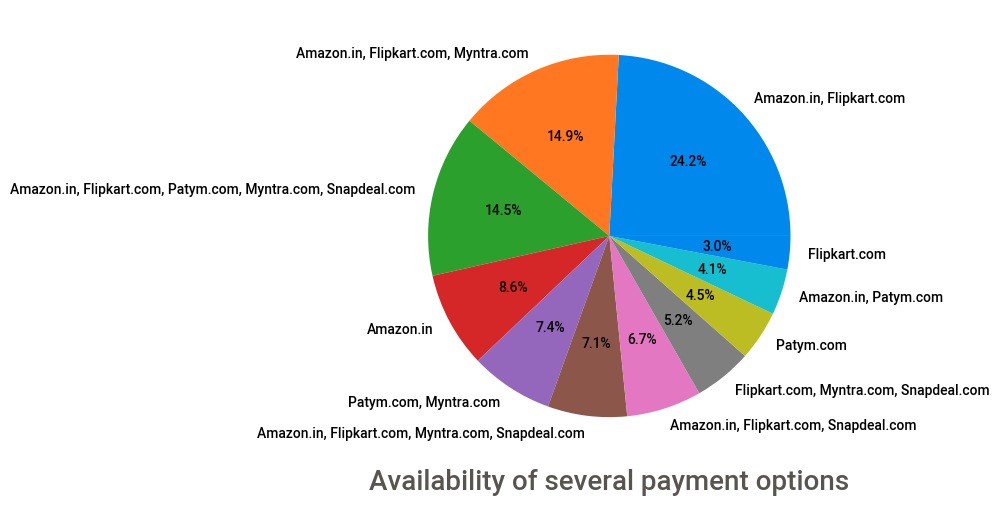 Amazon.in, Flipkart.com, Myntra.com
Amazon.in, Flipkart.com
14.9%
24.2%
Amazon.in, Flipkart.com, Patym.com, Myntra.com, Snapdeal.com
14.5%
3.0%
Flipkart.com
4.1%
8.6%
4.5%
Amazon.in, Patym.com
5.2%
Amazon.in
7.4%
6.7%
7.1%
Patym.com
Flipkart.com, Myntra.com, Snapdeal.com
Patym.com, Myntra.com
Amazon.in, Flipkart.com, Snapdeal.com
Amazon.in, Flipkart.com, Myntra.com, Snapdeal.com
Availability of several payment options